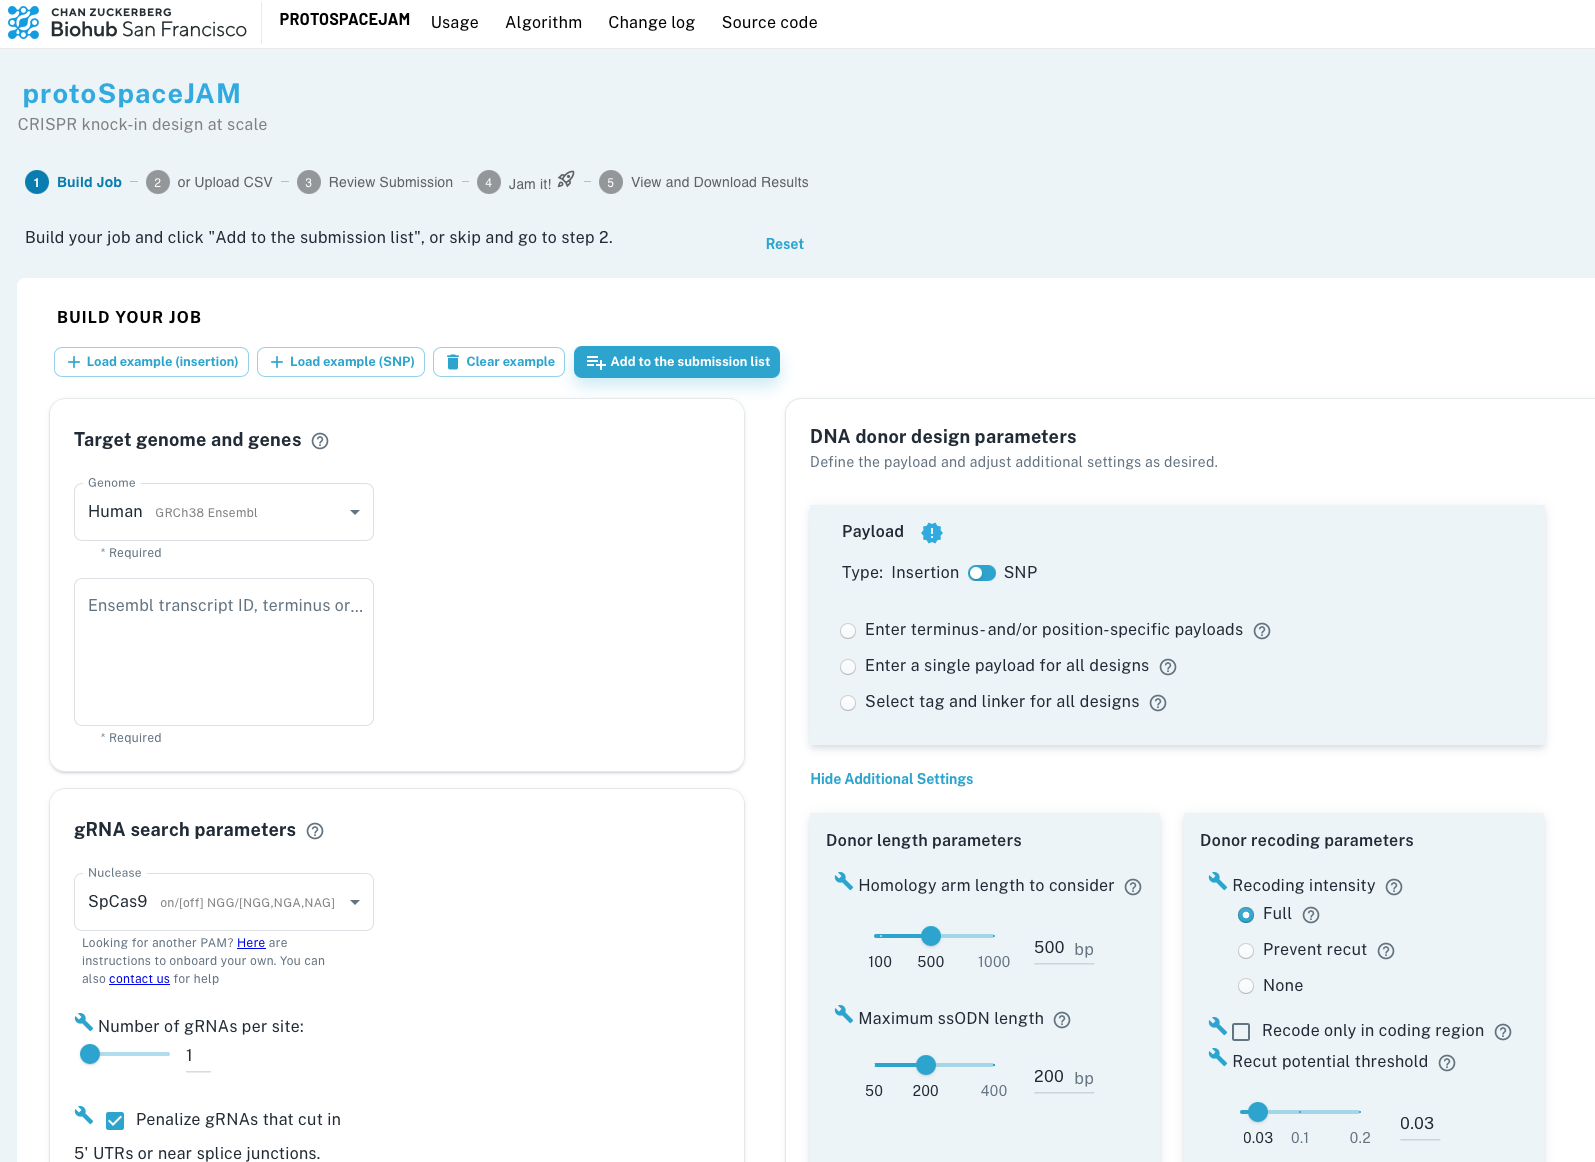 CHAN ZUCKERBERG
Biohub San Francisco
PROTOSPACEJAM Usage Algorithm Change log Source code
protoSpaceJAM
CRISPR knock-in design at scale
1 Build Job – 2 or Upload CSV – 3 Review Submission – 4 Jam it! – 5 View and Download Results
Build your job and click "Add to the submission list", or skip and go to step 2.
Reset
BUILD YOUR JOB
Load example (insertion) Load example (SNP) Clear example Add to the submission list
Target genome and genes ?
Genome
Human GRCh38 Ensembl
* Required
Ensembl transcript ID, terminus or...
* Required
gRNA search parameters ?
Nuclease
SpCas9 on/[off] NGG/[NGG,NGA,NAG]
Looking for another PAM? Here are
instructions to onboard your own. You can
also contact us for help
Number of gRNAs per site:
1
Penalize gRNAs that cut in
5' UTRs or near splice junctions.
DNA donor design parameters
Define the payload and adjust additional settings as desired.
Payload !
Type: Insertion SNP
Enter terminus- and/or position-specific payloads ?
Enter a single payload for all designs ?
Select tag and linker for all designs ?
Hide Additional Settings
Donor length parameters
Homology arm length to consider ?
500 bp
100 500 1000
Maximum ssODN length ?
200 bp
50 200 400
Donor recoding parameters
Recoding intensity ?
Full ?
Prevent recut ?
None
Recode only in coding region ?
Recut potential threshold ?
0.03
0.03 0.1 0.2